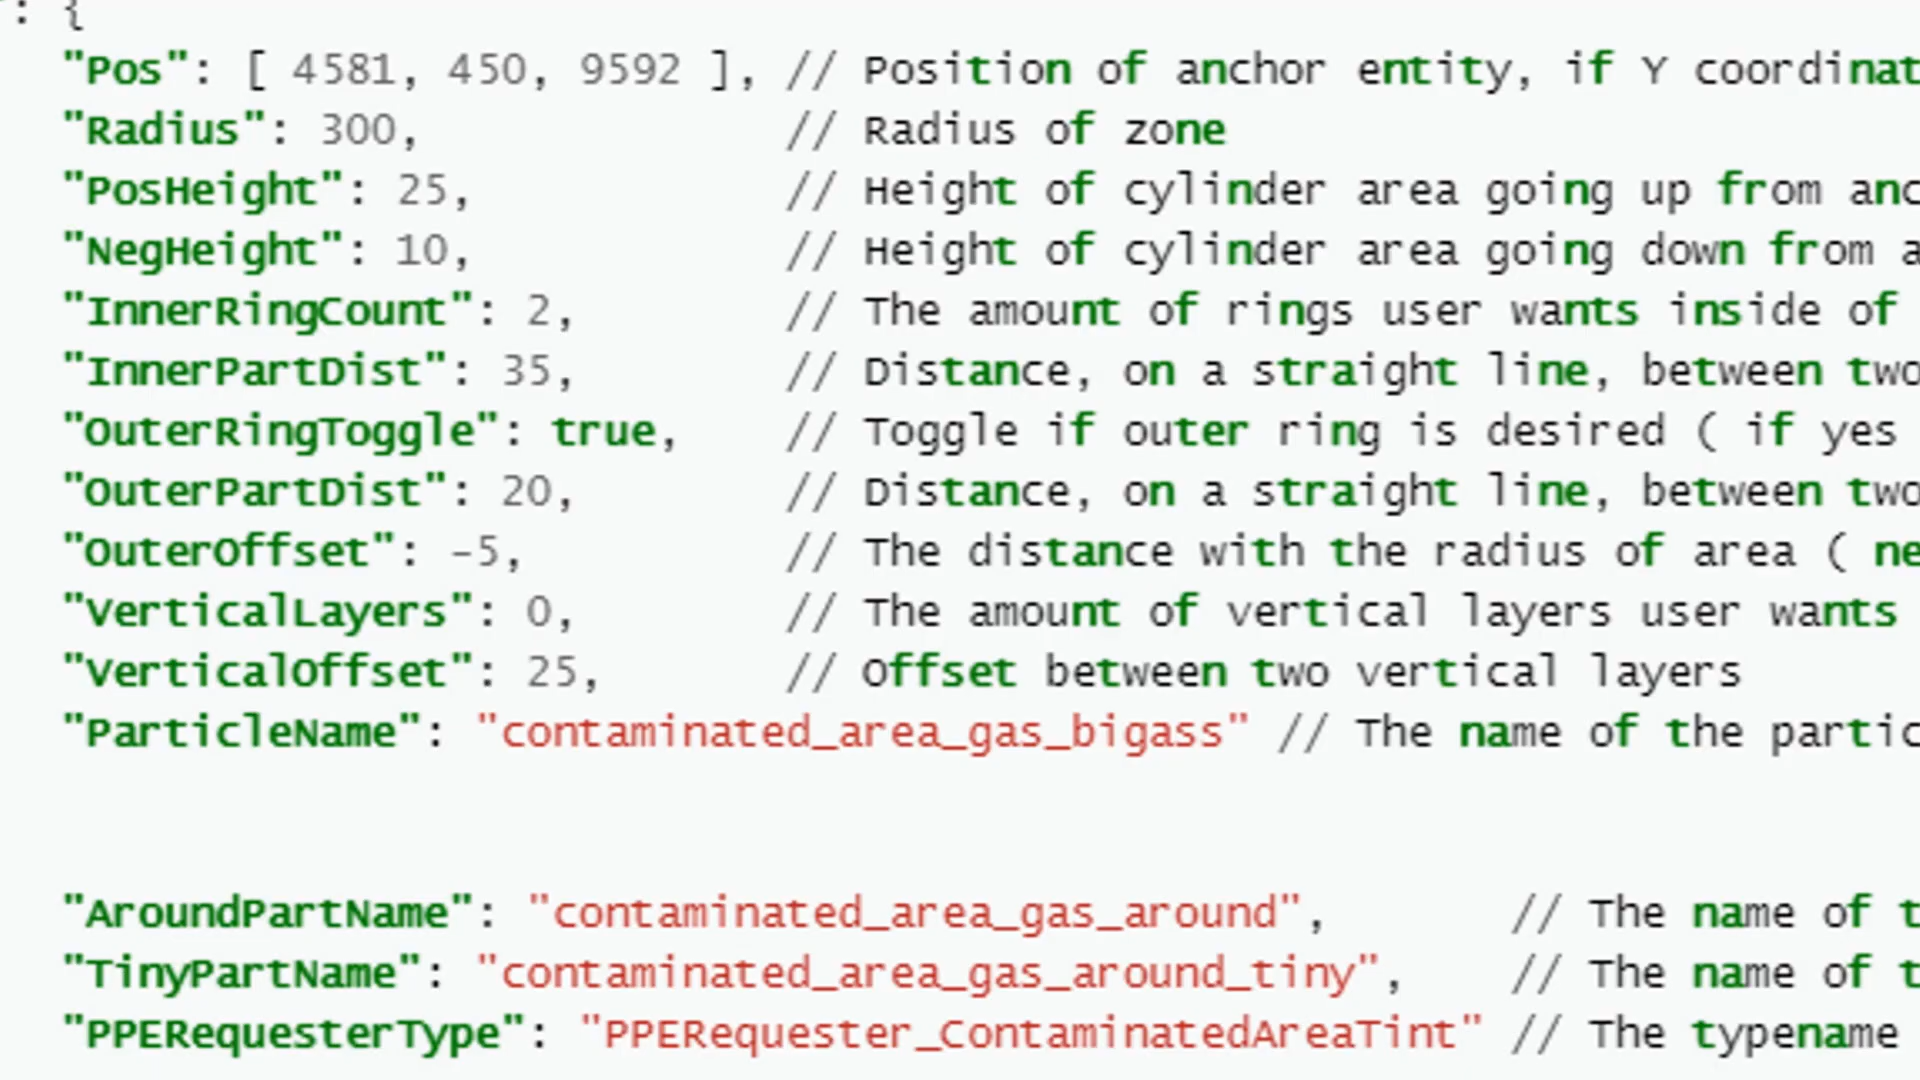 ": {
"Pos": [ 4581, 450, 9592 ], // Position of anchor entity, if Y coordinat
"Radius": 300, // Radius of zone
"PosHeight": 25, // Height of cylinder area going up from anc
"NegHeight": 10, // Height of cylinder area going down from a
"InnerRingCount": 2, // The amount of rings user wants inside of
"InnerPartDist": 35, // Distance, on a straight line, between two
"OuterRingToggle": true, // Toggle if outer ring is desired ( if yes
"OuterPartDist": 20, // Distance, on a straight line, between two
"OuterOffset": -5, // The distance with the radius of area ( ne
"VerticalLayers": 0, // The amount of vertical layers user wants
"VerticalOffset": 25, // Offset between two vertical layers
"ParticleName": "contaminated_area_gas_bigass" // The name of the partic
"AroundPartName": "contaminated_area_gas_around", // The name of t
"TinyPartName": "contaminated_area_gas_around_tiny", // The name of t
"PPERequesterType": "PPERequester_ContaminatedAreaTint" // The typename